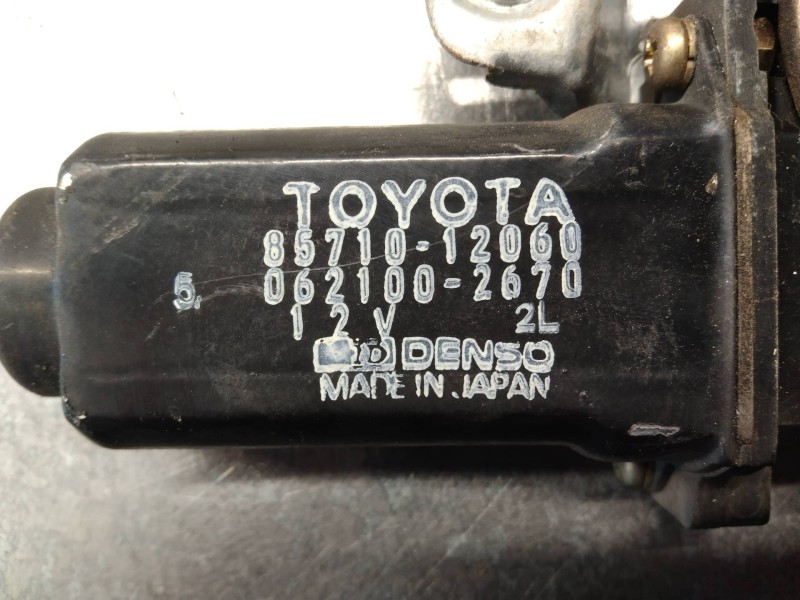 TOYOTA
85710-12060
5. 062100-2670
12V 2L
DENSO
MADE IN JAPAN